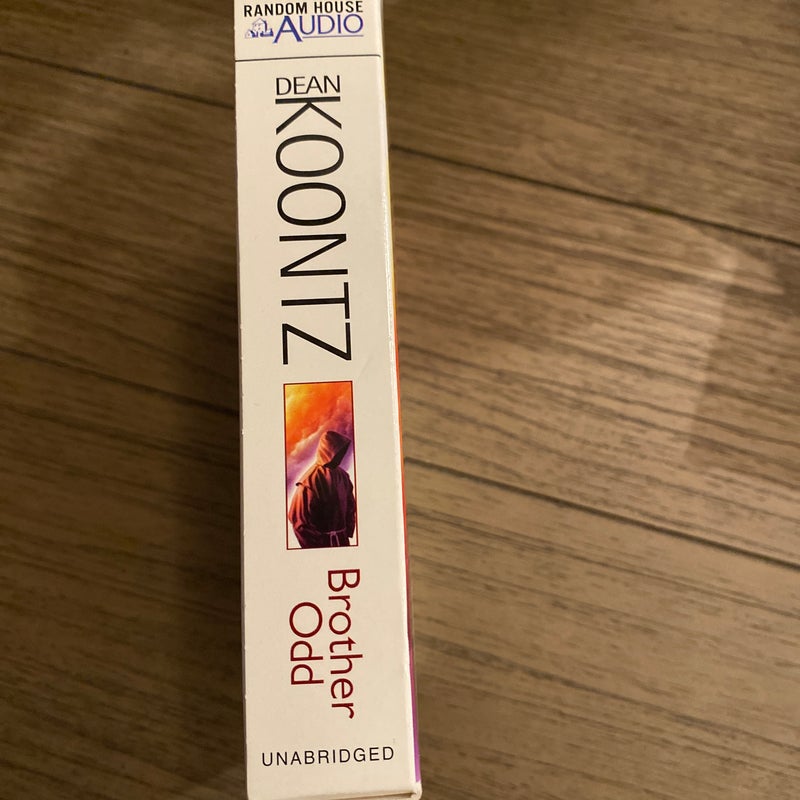 RANDOM HOUSE
AUDIO
DEAN
KOONTZ
Brother
Odd
UNABRIDGED